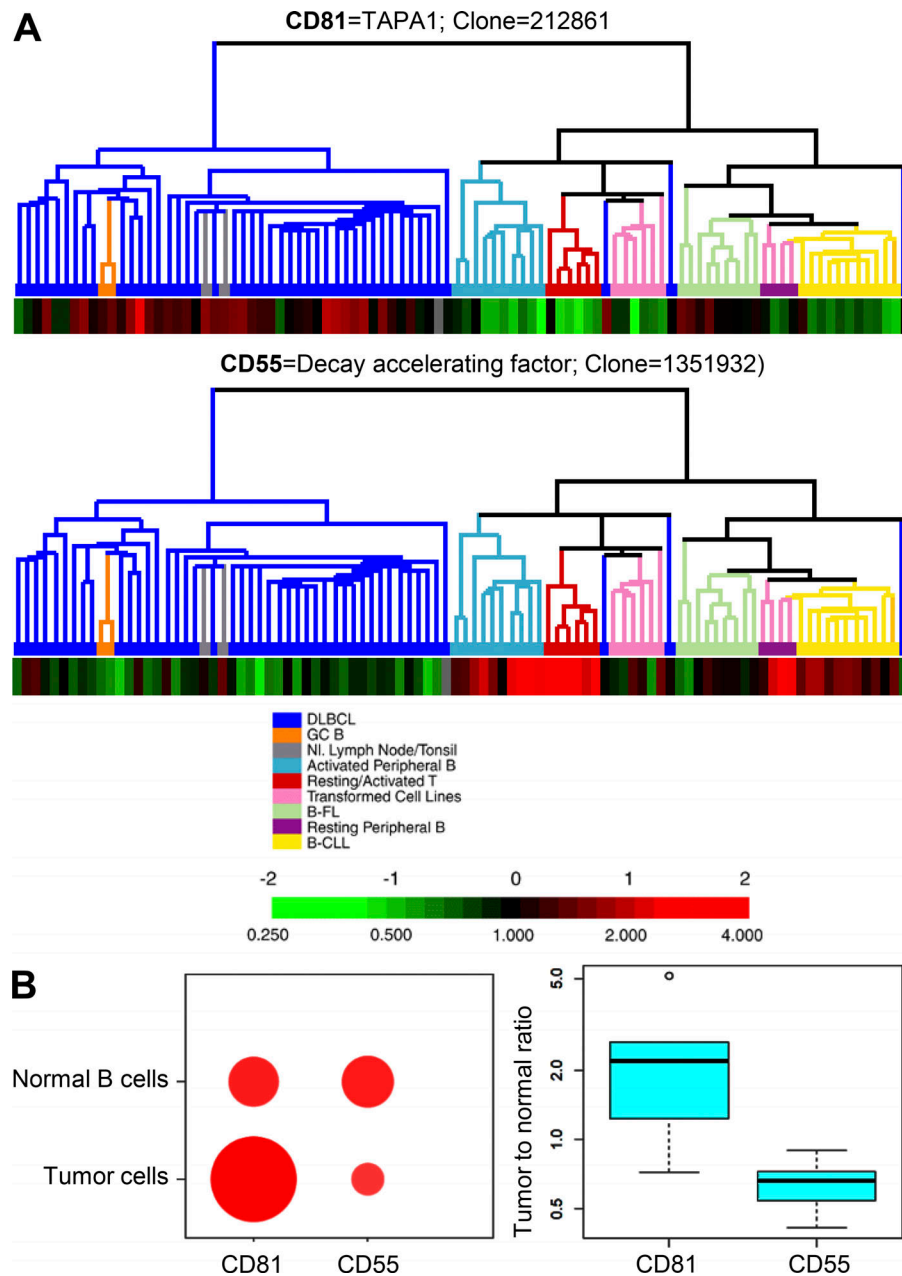 A
CD81=TAPA1; Clone=212861
CD55=Decay accelerating factor; Clone=1351932)
DLBCL
GC B
Nl. Lymph Node/Tonsil
Activated Peripheral B
Resting/Activated T
Transformed Cell Lines
B-FL
Resting Peripheral B
B-CLL
-2 -1 0 1 2
0.250 0.500 1.000 2.000 4.000
B
Normal B cells
Tumor cells
CD81 CD55
Tumor to normal ratio
5.0
2.0
1.0
0.5
CD81 CD55